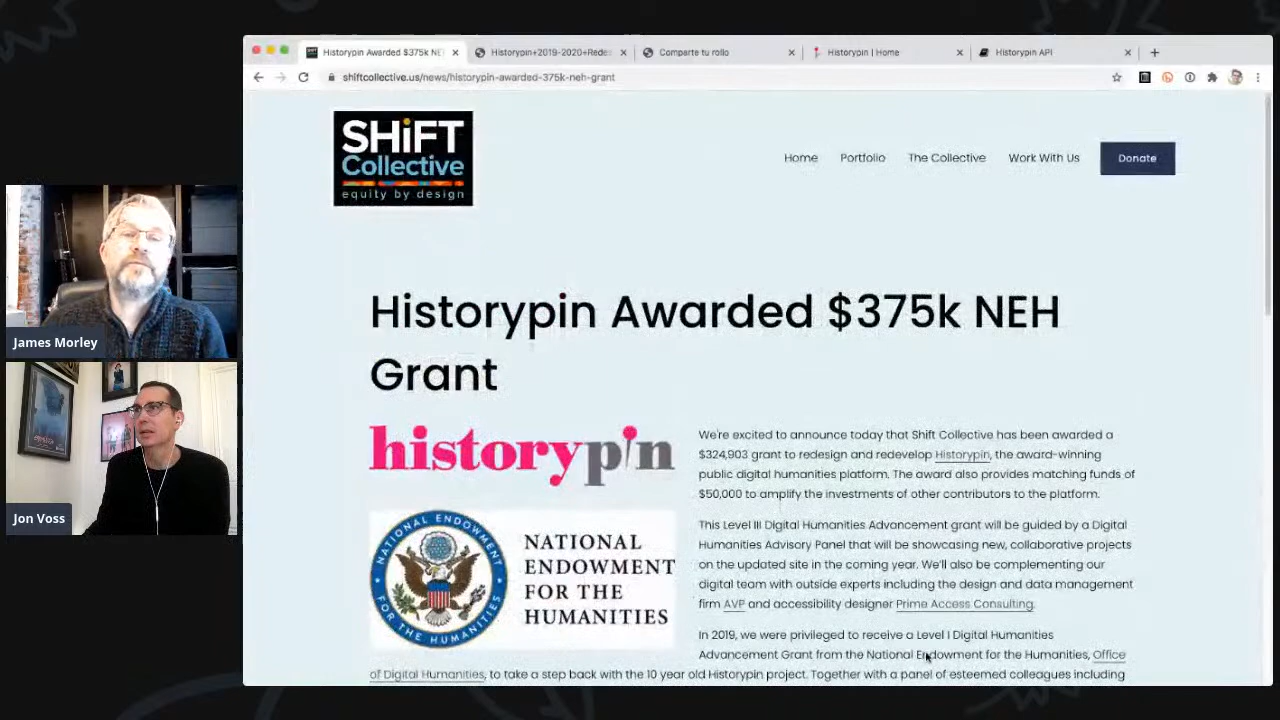 Historypin Awarded $375k NE
Historypin+2019-2020+Rede
Comparte tu rollo
Historypin | Home
Historypin API
shiftcollective.us/news/historypin-awarded-375k-neh-grant
SHiFT
Collective
equity by design
Home
Portfolio
The Collective
Work With Us
Donate
James Morley
Jon Voss
Historypin Awarded $375k NEH
Grant
historypin
NATIONAL ENDOWMENT
FOR THE HUMANITIES
NATIONAL
ENDOWMENT
FOR THE
HUMANITIES
We're excited to announce today that Shift Collective has been awarded a
$324,903 grant to redesign and redevelop Historypin, the award-winning
public digital humanities platform. The award also provides matching funds of
$50,000 to amplify the investments of other contributors to the platform.
This Level III Digital Humanities Advancement grant will be guided by a Digital
Humanities Advisory Panel that will be showcasing new, collaborative projects
on the updated site in the coming year. We'll also be complementing our
digital team with outside experts including the design and data management
firm AVP and accessibility designer Prime Access Consulting.
In 2019, we were privileged to receive a Level I Digital Humanities
Advancement Grant from the National Endowment for the Humanities, Office
of Digital Humanities, to take a step back with the 10 year old Historypin project. Together with a panel of esteemed colleagues including